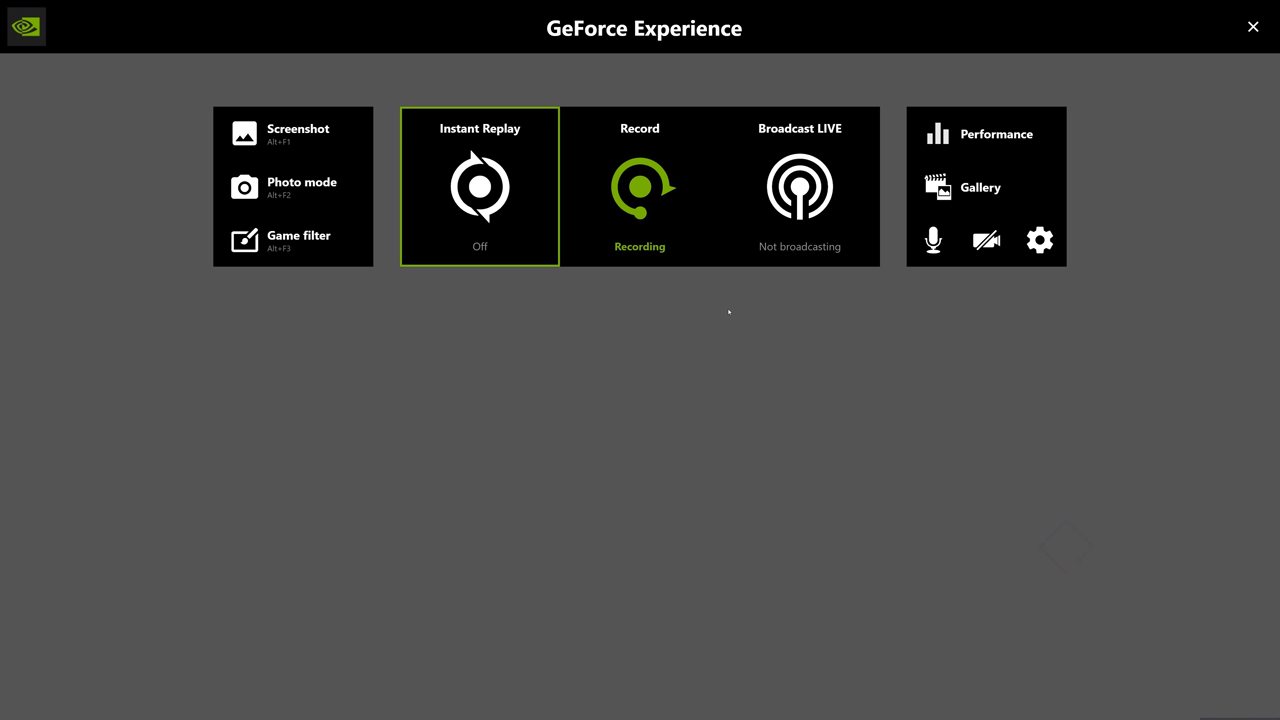 GeForce Experience
Screenshot
Alt+F1
Photo mode
Alt+F2
Game filter
Alt+F3
Instant Replay
Off
Record
Recording
Broadcast LIVE
Not broadcasting
Performance
Gallery